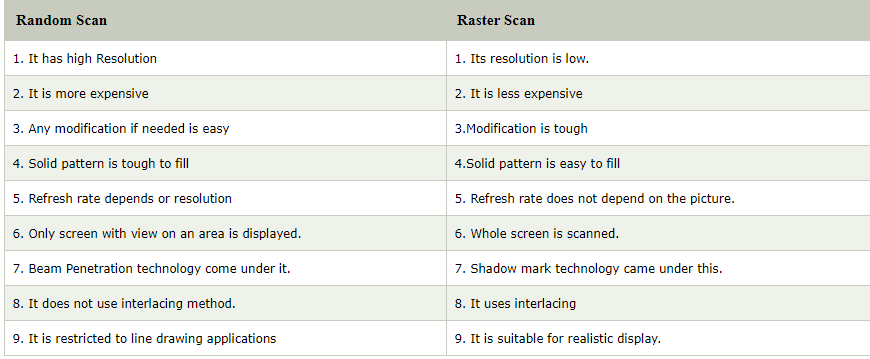 Random Scan Raster Scan
1. It has high Resolution 1. Its resolution is low.
2. It is more expensive 2. It is less expensive
3. Any modification if needed is easy 3.Modification is tough
4. Solid pattern is tough to fill 4.Solid pattern is easy to fill
5. Refresh rate depends or resolution 5. Refresh rate does not depend on the picture.
6. Only screen with view on an area is displayed. 6. Whole screen is scanned.
7. Beam Penetration technology come under it. 7. Shadow mark technology came under this.
8. It does not use interlacing method. 8. It uses interlacing
9. It is restricted to line drawing applications 9. It is suitable for realistic display.